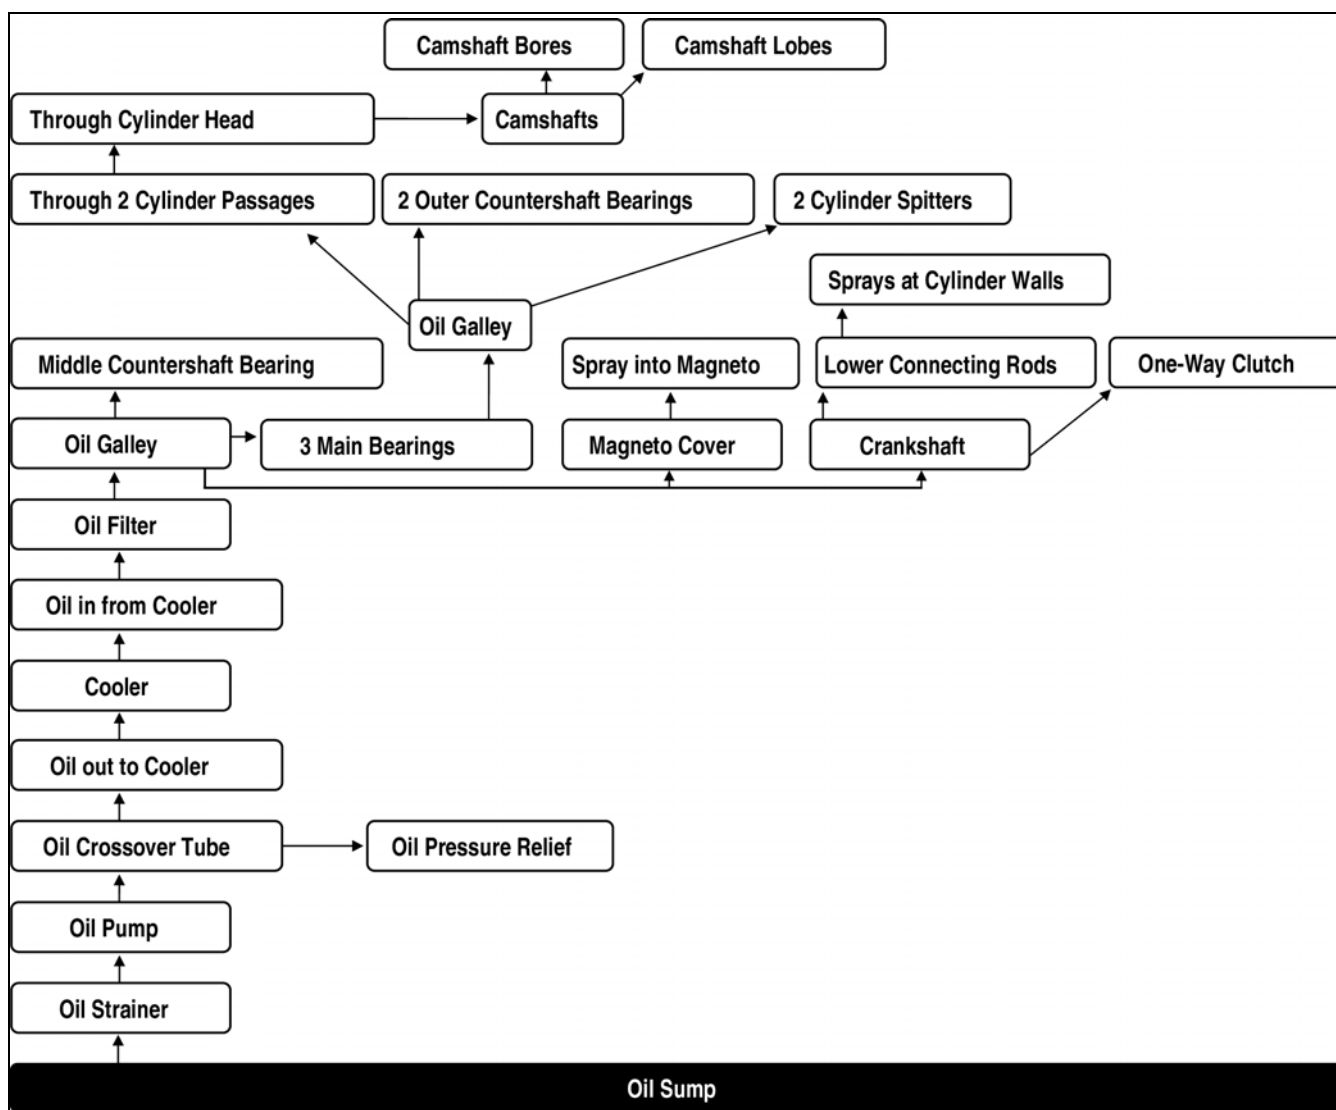 Camshaft Bores
Camshaft Lobes
Through Cylinder Head
Camshafts
Through 2 Cylinder Passages
2 Outer Countershaft Bearings
2 Cylinder Spitters
Sprays at Cylinder Walls
Oil Galley
Middle Countershaft Bearing
Spray into Magneto
Lower Connecting Rods
One-Way Clutch
Oil Galley
3 Main Bearings
Magneto Cover
Crankshaft
Oil Filter
Oil in from Cooler
Cooler
Oil out to Cooler
Oil Crossover Tube
Oil Pressure Relief
Oil Pump
Oil Strainer
Oil Sump